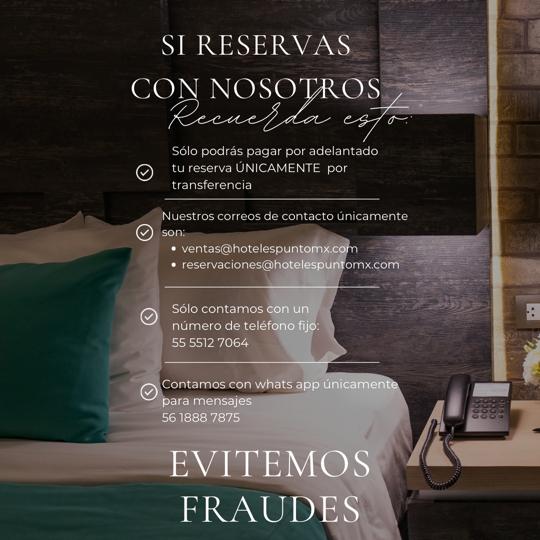 SI RESERVAS
CON NOSOTROS
Recuerda esto:
Sólo podrás pagar por adelantado
tu reserva ÚNICAMENTE por
transferencia
Nuestros correos de contacto únicamente
son:
• ventas@hotelespuntomx.com
• reservaciones@hotelespuntomx.com
Sólo contamos con un
número de teléfono fijo:
55 5512 7064
Contamos con whats app únicamente
para mensajes
56 1888 7875
EVITEMOS
FRAUDES